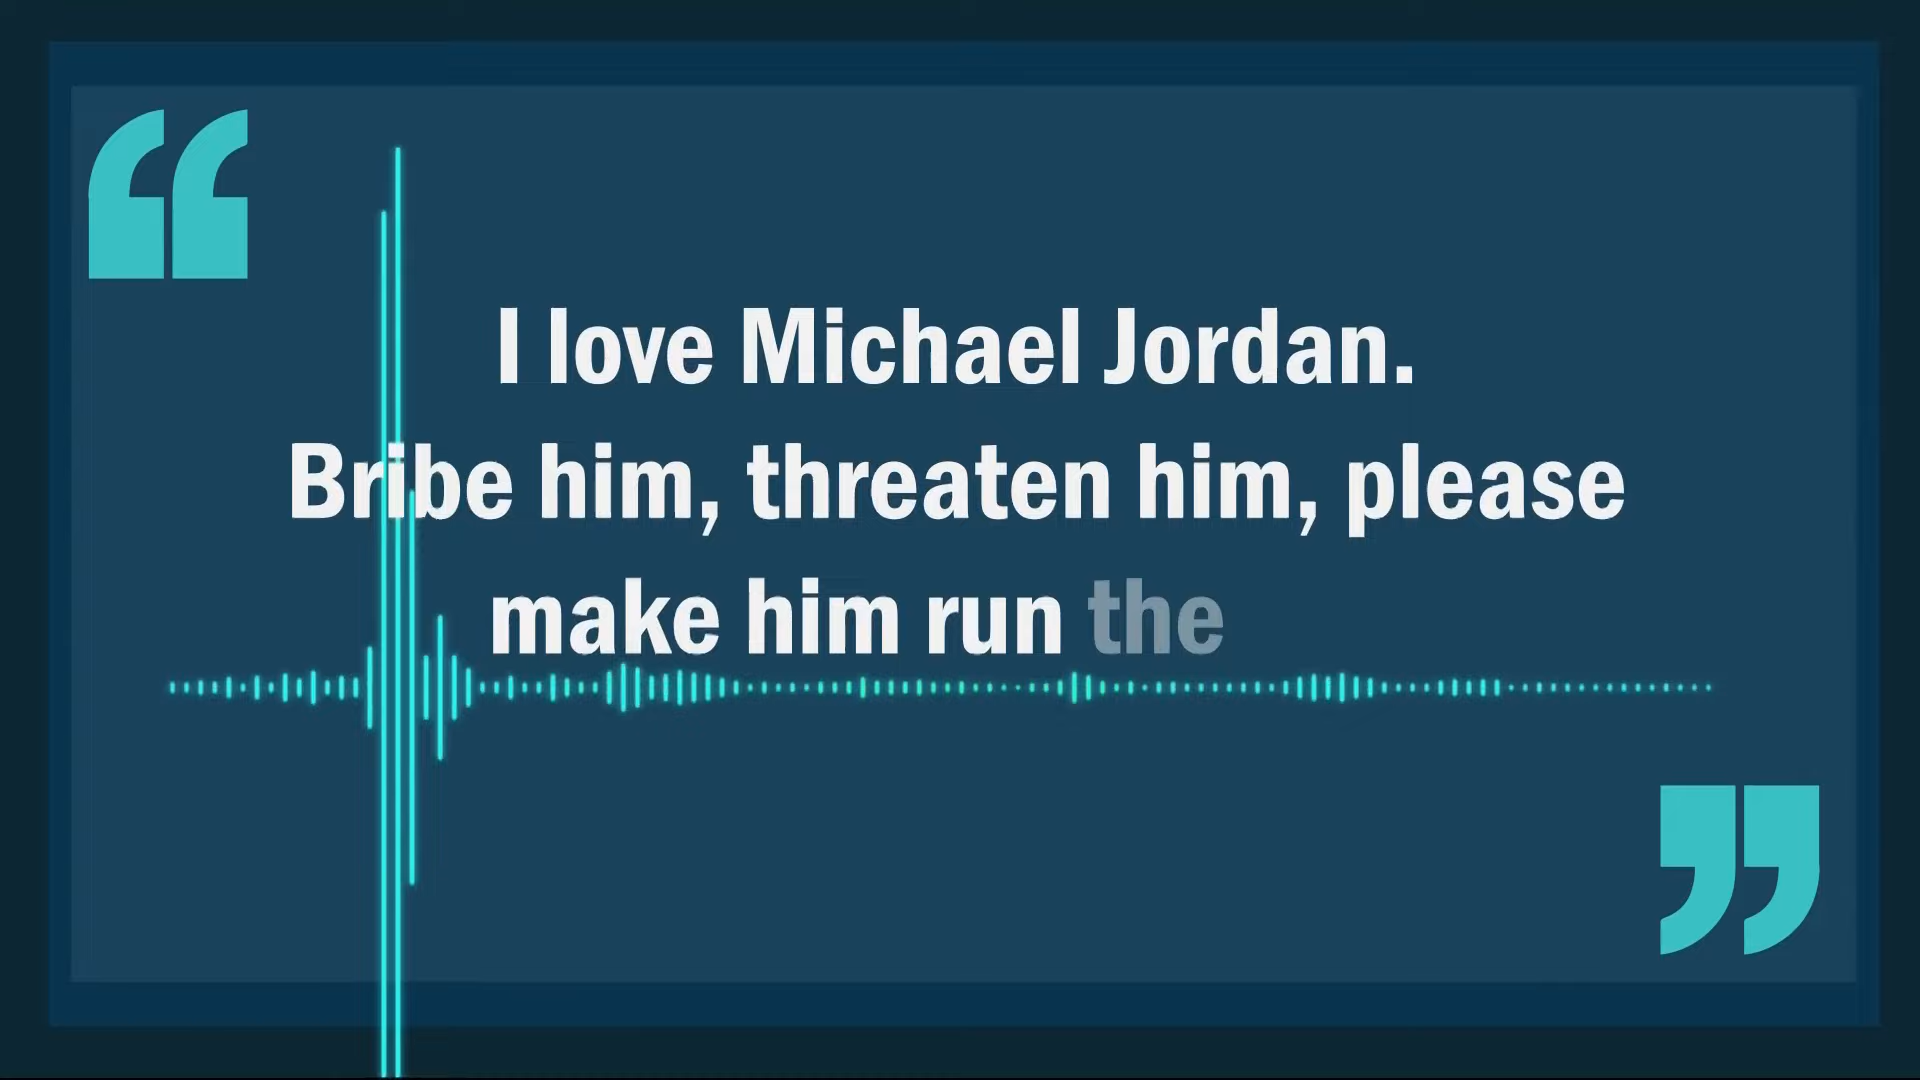 I love Michael Jordan.
Bribe him, threaten him, please
make him run the